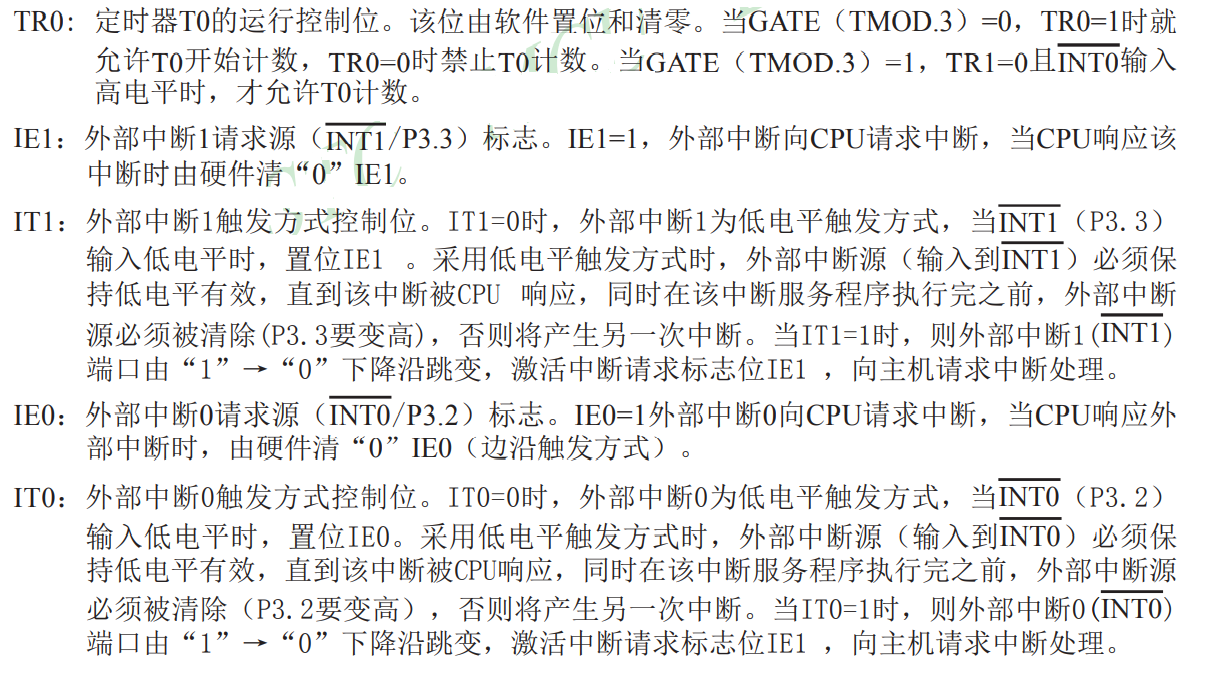 TR0: 定时器T0的运行控制位。该位由软件置位和清零。当GATE（TMOD.3）=0，TR0=1时就
允许T0开始计数，TR0=0时禁止T0计数。当GATE（TMOD.3）=1，TR1=0且INT0输入
高电平时，才允许T0计数。
IE1：外部中断1请求源（INT1/P3.3）标志。IE1=1，外部中断向CPU请求中断，当CPU响应该
中断时由硬件清“0”IE1。
IT1：外部中断1触发方式控制位。IT1=0时，外部中断1为低电平触发方式，当INT1（P3.3）
输入低电平时，置位IE1 。采用低电平触发方式时，外部中断源（输入到INT1）必须保
持低电平有效，直到该中断被CPU 响应，同时在该中断服务程序执行完之前，外部中断
源必须被清除(P3.3要变高)，否则将产生另一次中断。当IT1=1时，则外部中断1(INT1)
端口由“1”→“0”下降沿跳变，激活中断请求标志位IE1 ，向主机请求中断处理。
IE0：外部中断0请求源（INT0/P3.2）标志。IE0=1外部中断0向CPU请求中断，当CPU响应外
部中断时，由硬件清“0”IE0（边沿触发方式）。
IT0：外部中断0触发方式控制位。IT0=0时，外部中断0为低电平触发方式，当INT0（P3.2）
输入低电平时，置位IE0。采用低电平触发方式时，外部中断源（输入到INT0）必须保
持低电平有效，直到该中断被CPU响应，同时在该中断服务程序执行完之前，外部中断源
必须被清除（P3.2要变高），否则将产生另一次中断。当IT0=1时，则外部中断0(INT0)
端口由“1”→“0”下降沿跳变，激活中断请求标志位IE1 ，向主机请求中断处理。